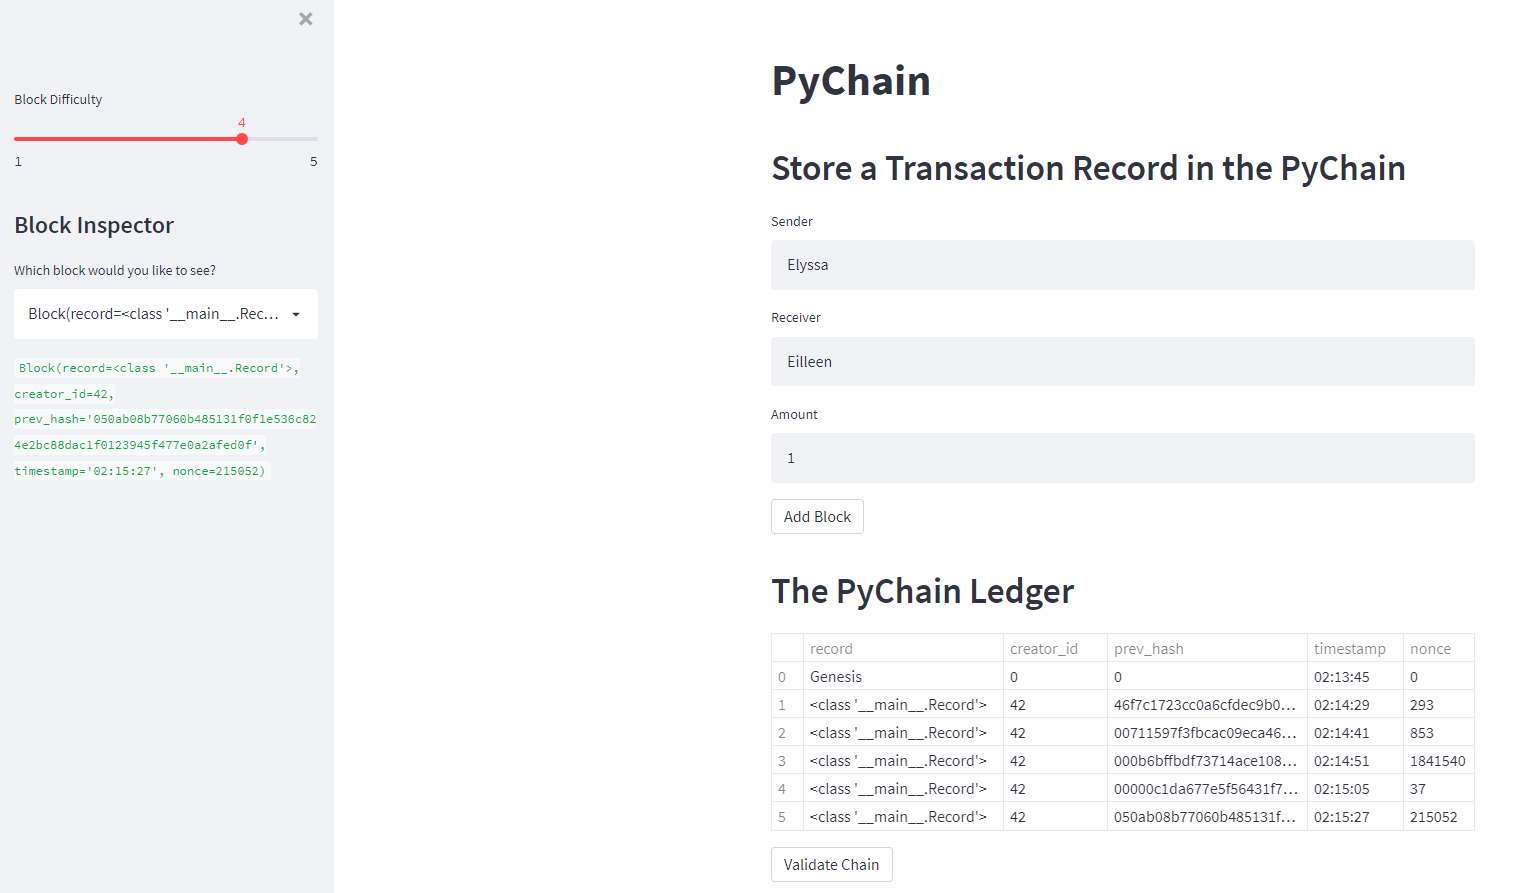 Block Difficulty
4
1 5
Block Inspector
Which block would you like to see?
Block(record=<class '__main__.Rec...
Block(record=<class '__main__.Record'>,
creator_id=42,
prev_hash='050ab08b77060b485131f0f1e536c82
4e2bc88dac1f0123945f477e0a2afed0f',
timestamp='02:15:27', nonce=215052)
PyChain
Store a Transaction Record in the PyChain
Sender
Elyssa
Receiver
Eilleen
Amount
1
Add Block
The PyChain Ledger
record creator_id prev_hash timestamp nonce
0 Genesis 0 0 02:13:45 0
1 <class '__main__.Record'> 42 46f7c1723cc0a6cfdec9b0... 02:14:29 293
2 <class '__main__.Record'> 42 00711597f3fbcac09eca46... 02:14:41 853
3 <class '__main__.Record'> 42 000b6bffbdf73714ace108... 02:14:51 1841540
4 <class '__main__.Record'> 42 00000c1da677e5f56431f7... 02:15:05 37
5 <class '__main__.Record'> 42 050ab08b77060b485131f... 02:15:27 215052
Validate Chain